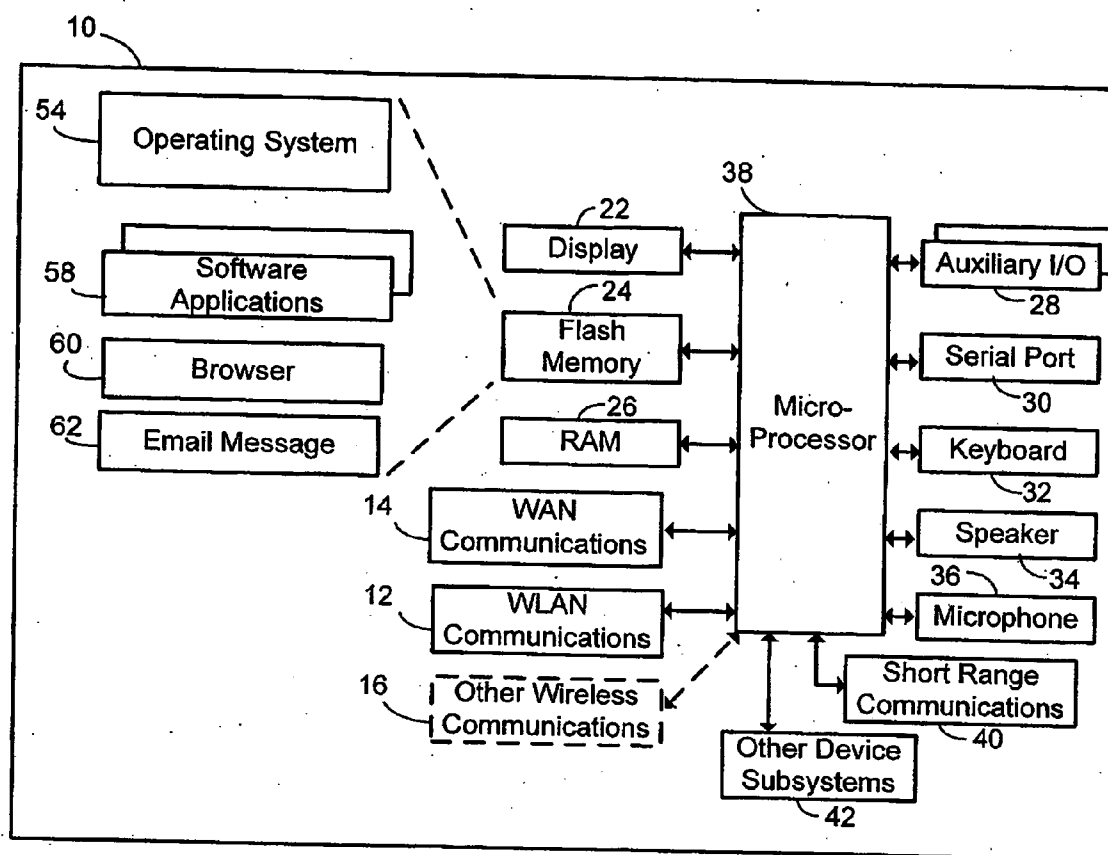 10
54
Operating System
58
Software
Applications
60
Browser
62
Email Message
22
Display
24
Flash
Memory
26
RAM
14
WAN
Communications
12
WLAN
Communications
16
Other Wireless
Communications
38
Micro-
Processor
Auxiliary I/O
28
Serial Port
30
Keyboard
32
Speaker
34
36
Microphone
Short Range
Communications
40
Other Device
Subsystems
42